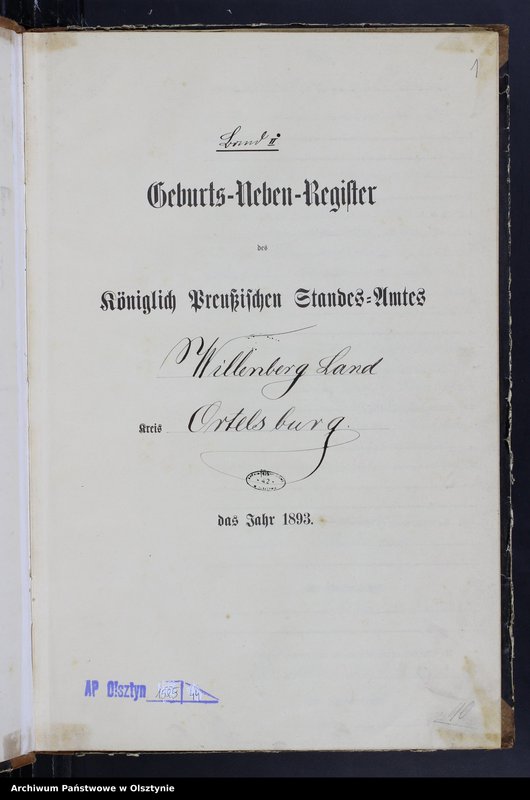 1
Band II
Geburts-Neben-Register
des
Königlich Preußischen Standes-Amtes
Willenberg Land
Kreis Ortelsburg.
das Jahr 1893.
AP Olsztyn
Archiwum Państwowe w Olsztynie